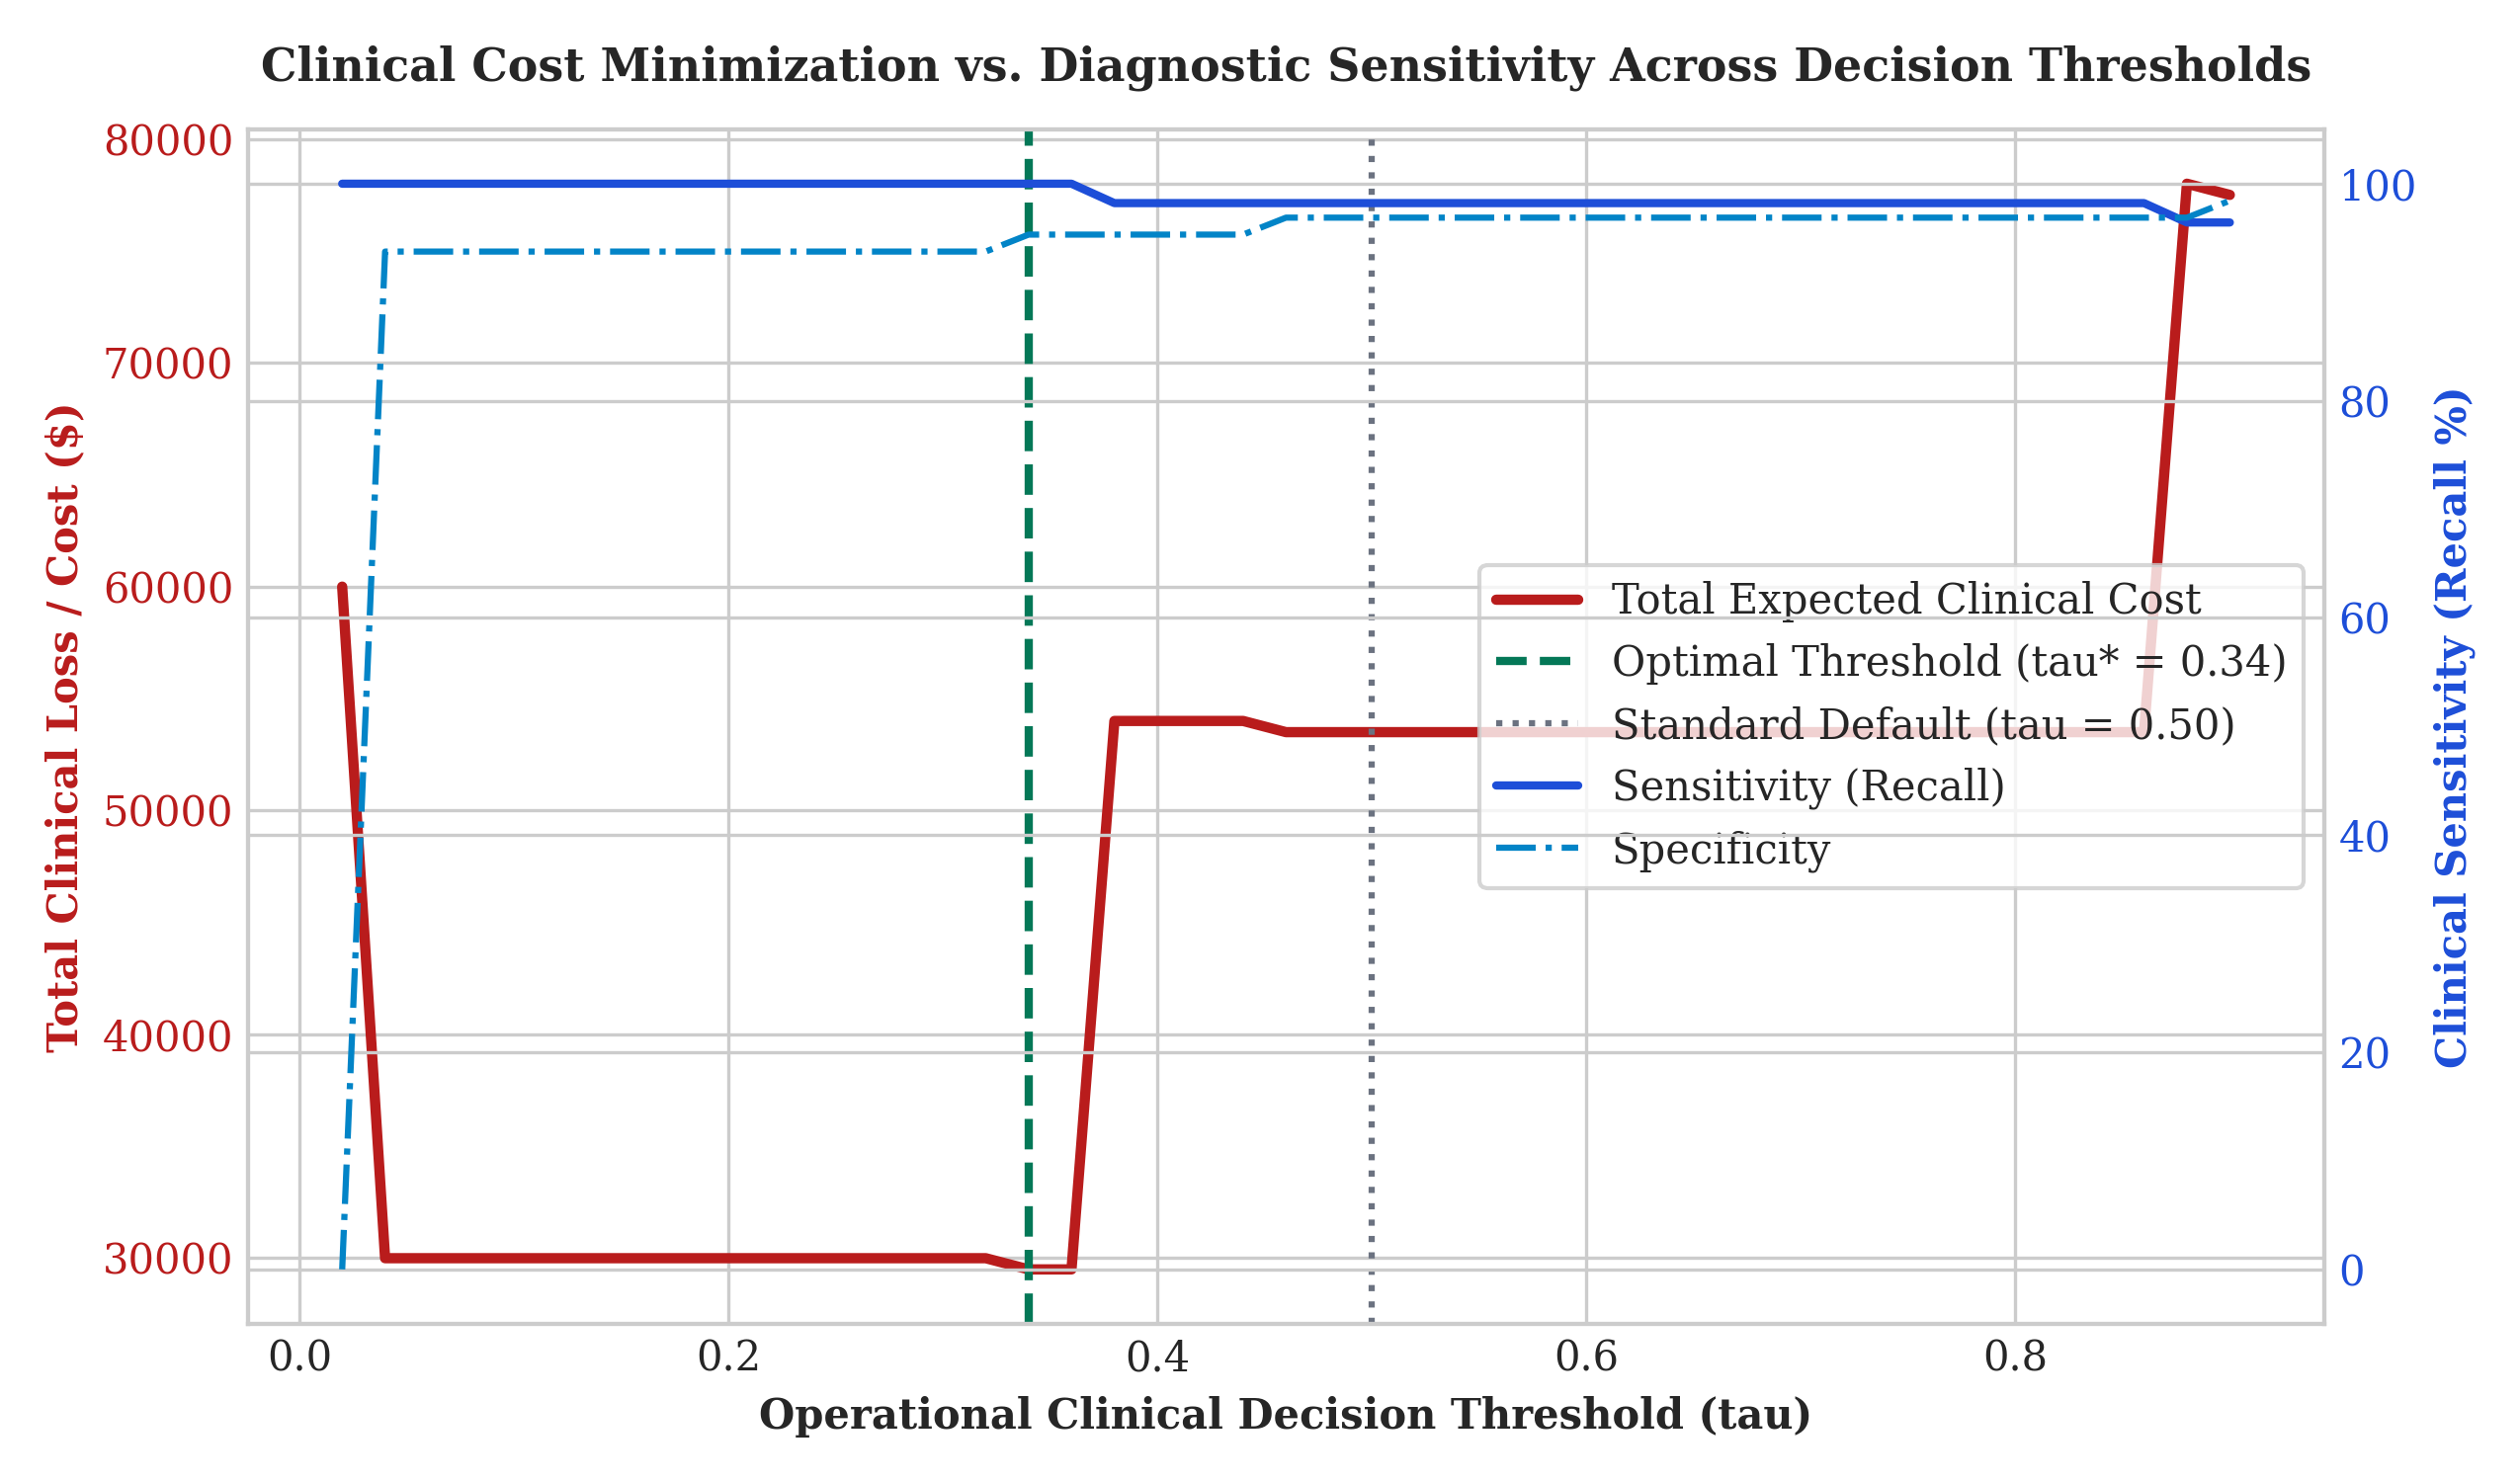 Clinical Cost Minimization vs. Diagnostic Sensitivity Across Decision Thresholds
80000
70000
60000
50000
40000
30000
Total Clinical Loss / Cost ($)
100
80
60
40
20
0
Clinical Sensitivity (Recall %)
Total Expected Clinical Cost
Optimal Threshold (tau* = 0.34)
Standard Default (tau = 0.50)
Sensitivity (Recall)
Specificity
0.0 0.2 0.4 0.6 0.8
Operational Clinical Decision Threshold (tau)